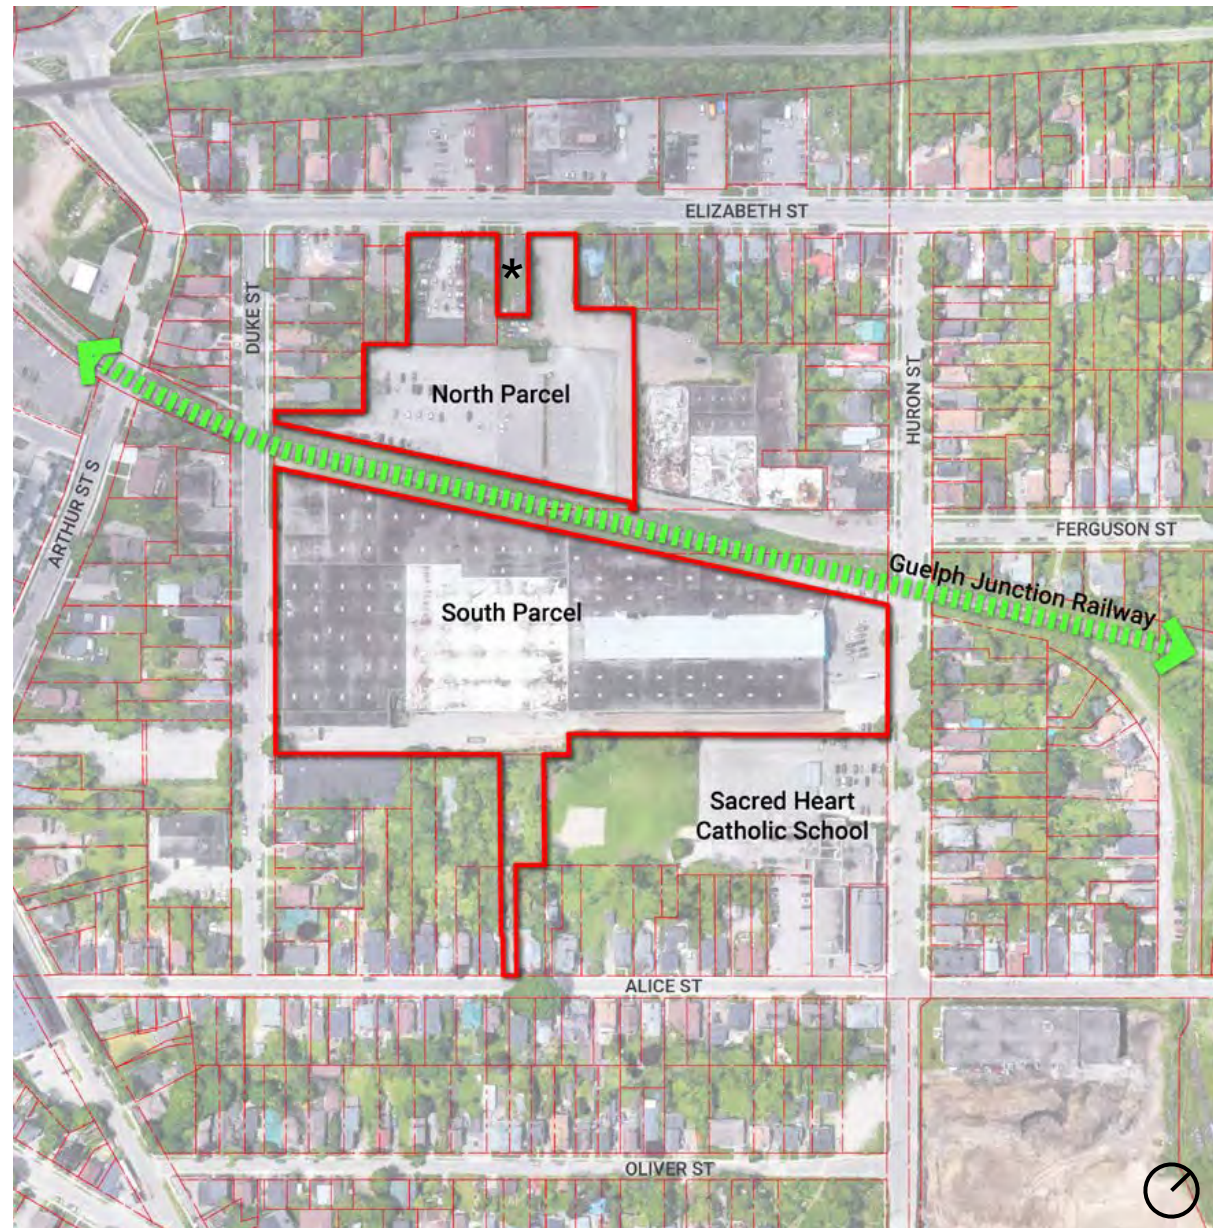 ELIZABETH ST
*
DUKE ST
North Parcel
HURON ST
ARTHUR ST S
FERGUSON ST
Guelph Junction Railway
South Parcel
Sacred Heart
Catholic School
ALICE ST
OLIVER ST